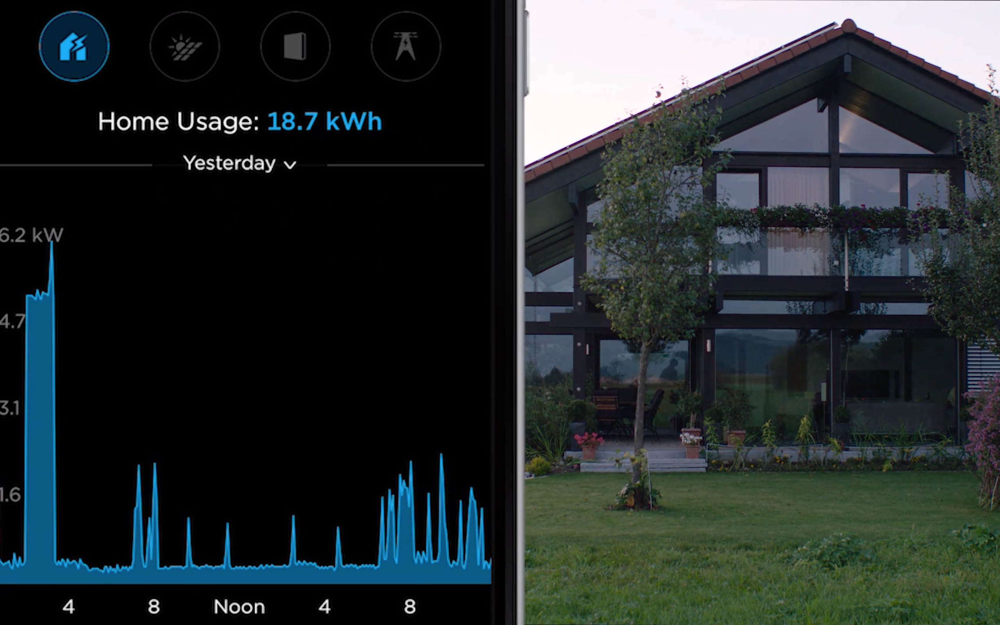 Home Usage: 18.7 kWh
Yesterday
6.2 kW
4.7
3.1
1.6
4 8 Noon 4 8